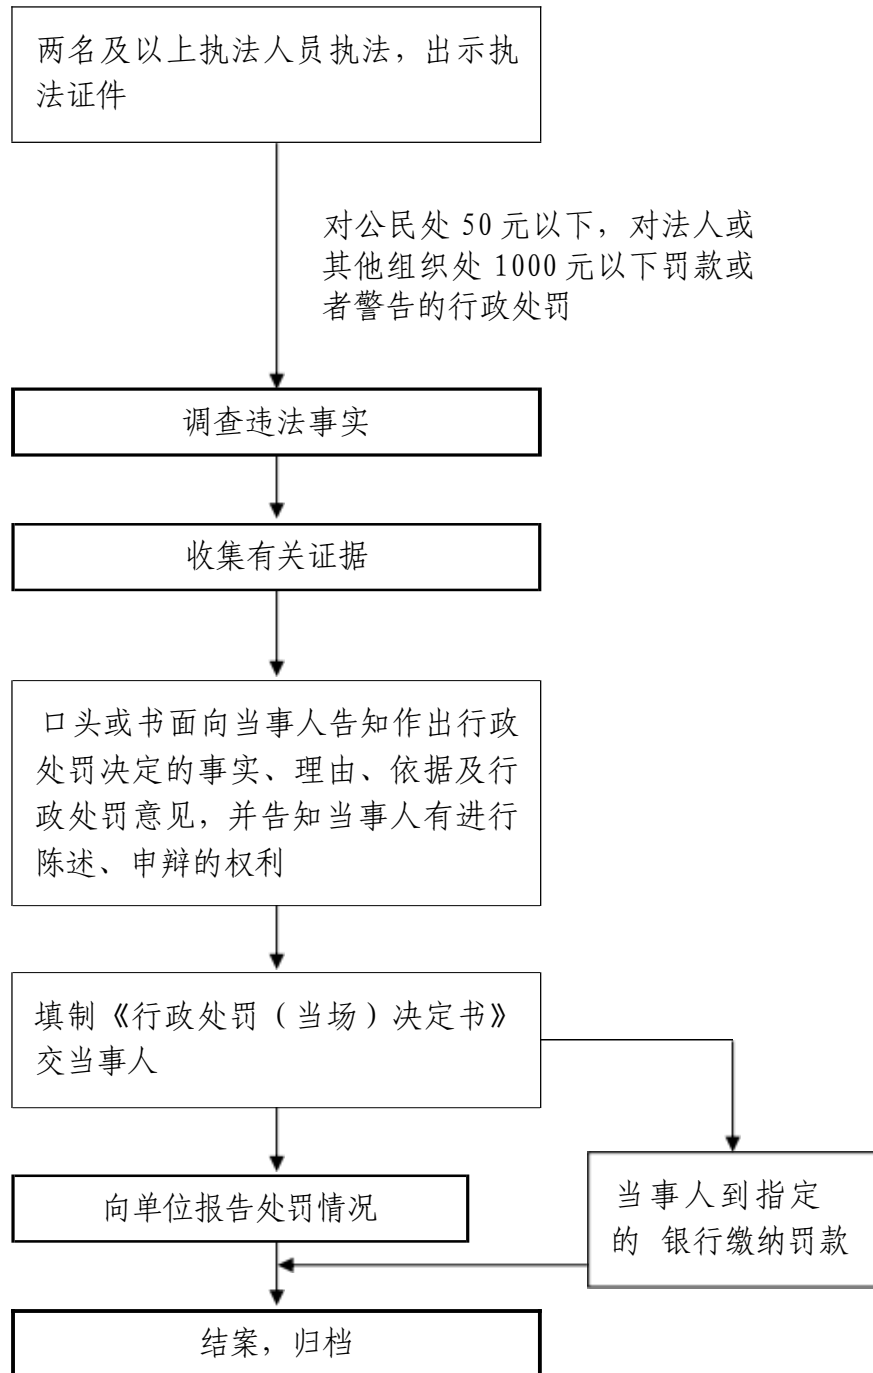 两名及以上执法人员执法，出示执
法证件
对公民处 50 元以下，对法人或
其他组织处 1000 元以下罚款或
者警告的行政处罚
调查违法事实
收集有关证据
口头或书面向当事人告知作出行政
处罚决定的事实、理由、依据及行
政处罚意见，并告知当事人有进行
陈述、申辩的权利
填制《行政处罚（当场）决定书》
交当事人
向单位报告处罚情况
当事人到指定
的 银行缴纳罚款
结案，归档